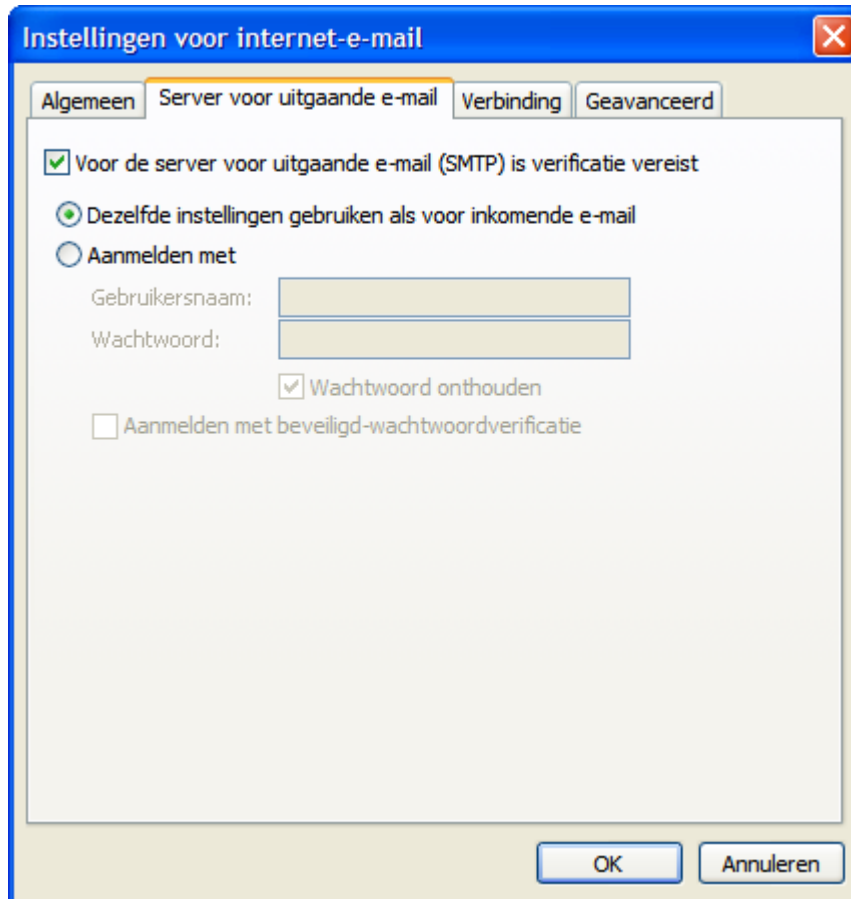 Instellingen voor internet-e-mail
Algemeen Server voor uitgaande e-mail Verbinding Geavanceerd
Voor de server voor uitgaande e-mail (SMTP) is verificatie vereist
Dezelfde instellingen gebruiken als voor inkomende e-mail
Aanmelden met
Gebruikersnaam:
Wachtwoord:
Wachtwoord onthouden
Aanmelden met beveiligd-wachtwoordverificatie
OK Annuleren